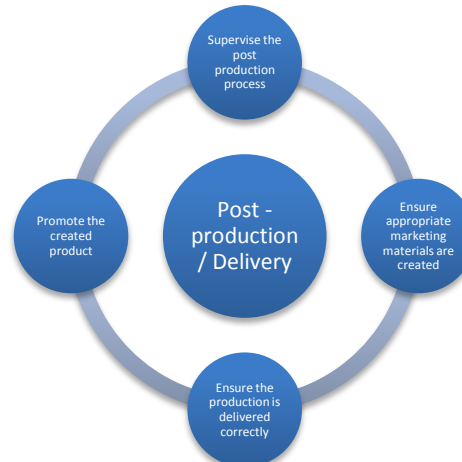 Supervise the
post
production
process
Post -
production
/ Delivery
Ensure
appropriate
marketing
materials are
created
Ensure the
production is
delivered
correctly
Promote the
created
product